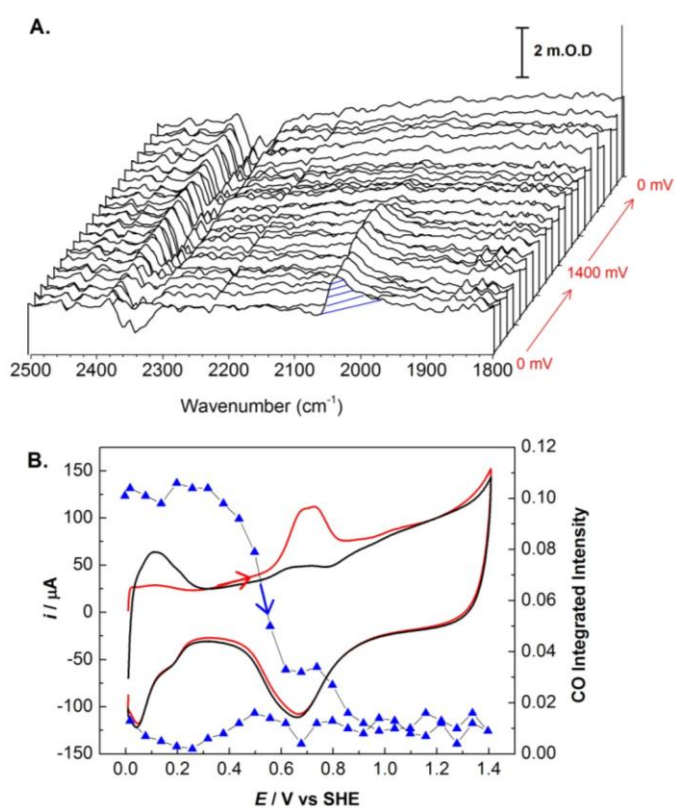 A.
2 m.O.D
0 mV
1400 mV
0 mV
2500 2400 2300 2200 2100 2000 1900 1800
Wavenumber (cm⁻¹)
B.
150
100
50
0
-50
-100
-150
i / µA
0.12
0.10
0.08
0.06
0.04
0.02
0.00
CO Integrated Intensity
0.0 0.2 0.4 0.6 0.8 1.0 1.2 1.4
E / V vs SHE